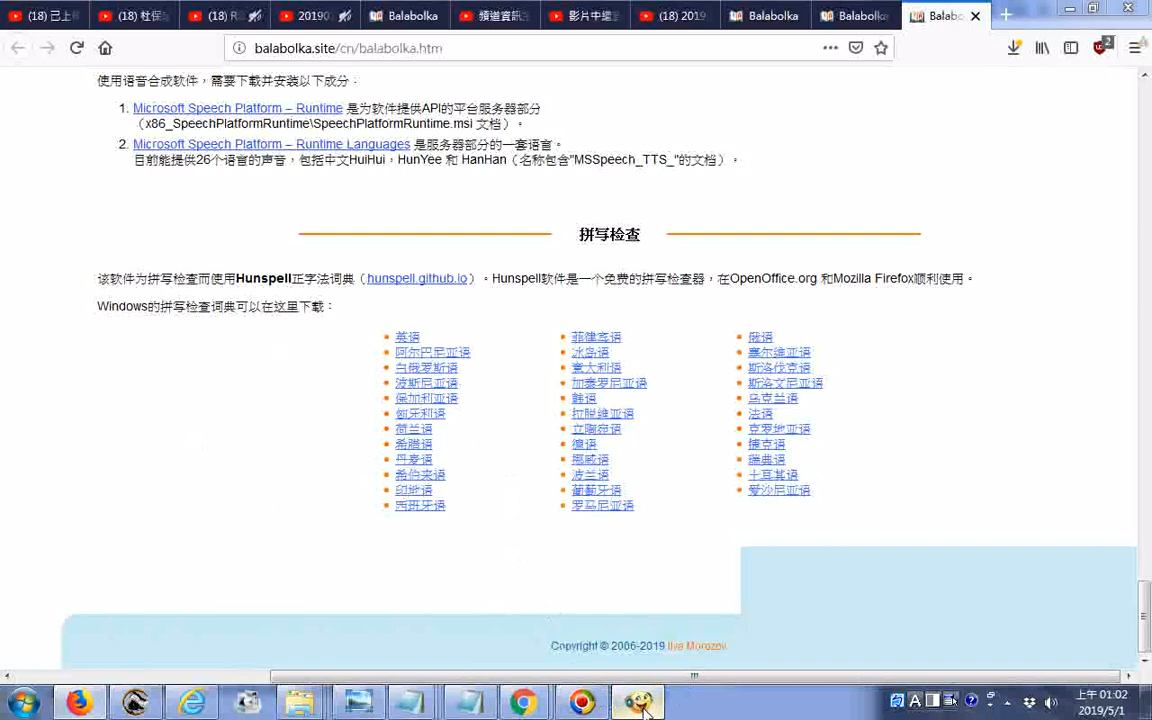 (18) 已上
(18) 杜保
(18) R
20190
Balabolka
頻道資訊
影片中繼
(18) 2019
Balabolka
Balabolka
Balabo
balabolka.site/cn/balabolka.htm
2
使用语音合成软件，需要下载并安装以下成分：
1. Microsoft Speech Platform – Runtime 是为软件提供API的平台服务器部分
（x86_SpeechPlatformRuntime\SpeechPlatformRuntime.msi 文档）。
2. Microsoft Speech Platform – Runtime Languages 是服务器部分的一套语言。
目前能提供26个语言的声音，包括中文HuiHui，HunYee 和 HanHan（名称包含"MSSpeech_TTS_"的文档）。
拼写检查
该软件为拼写检查而使用Hunspell正字法词典（hunspell.github.io）。Hunspell软件是一个免费的拼写检查器，在OpenOffice.org 和Mozilla Firefox顺利使用。
Windows的拼写检查词典可以在这里下载：
英语
阿尔巴尼亚语
白俄罗斯语
波斯尼亚语
保加利亚语
匈牙利语
荷兰语
希腊语
丹麦语
希伯来语
印地语
西班牙语
菲律宾语
冰岛语
意大利语
加泰罗尼亚语
韩语
拉脱维亚语
立陶宛语
德语
挪威语
波兰语
葡萄牙语
罗马尼亚语
俄语
塞尔维亚语
斯洛伐克语
斯洛文尼亚语
乌克兰语
法语
克罗地亚语
捷克语
瑞典语
土耳其语
爱沙尼亚语
Copyright © 2006-2019 Ilya Morozov
A
上午 01:02
2019/5/1